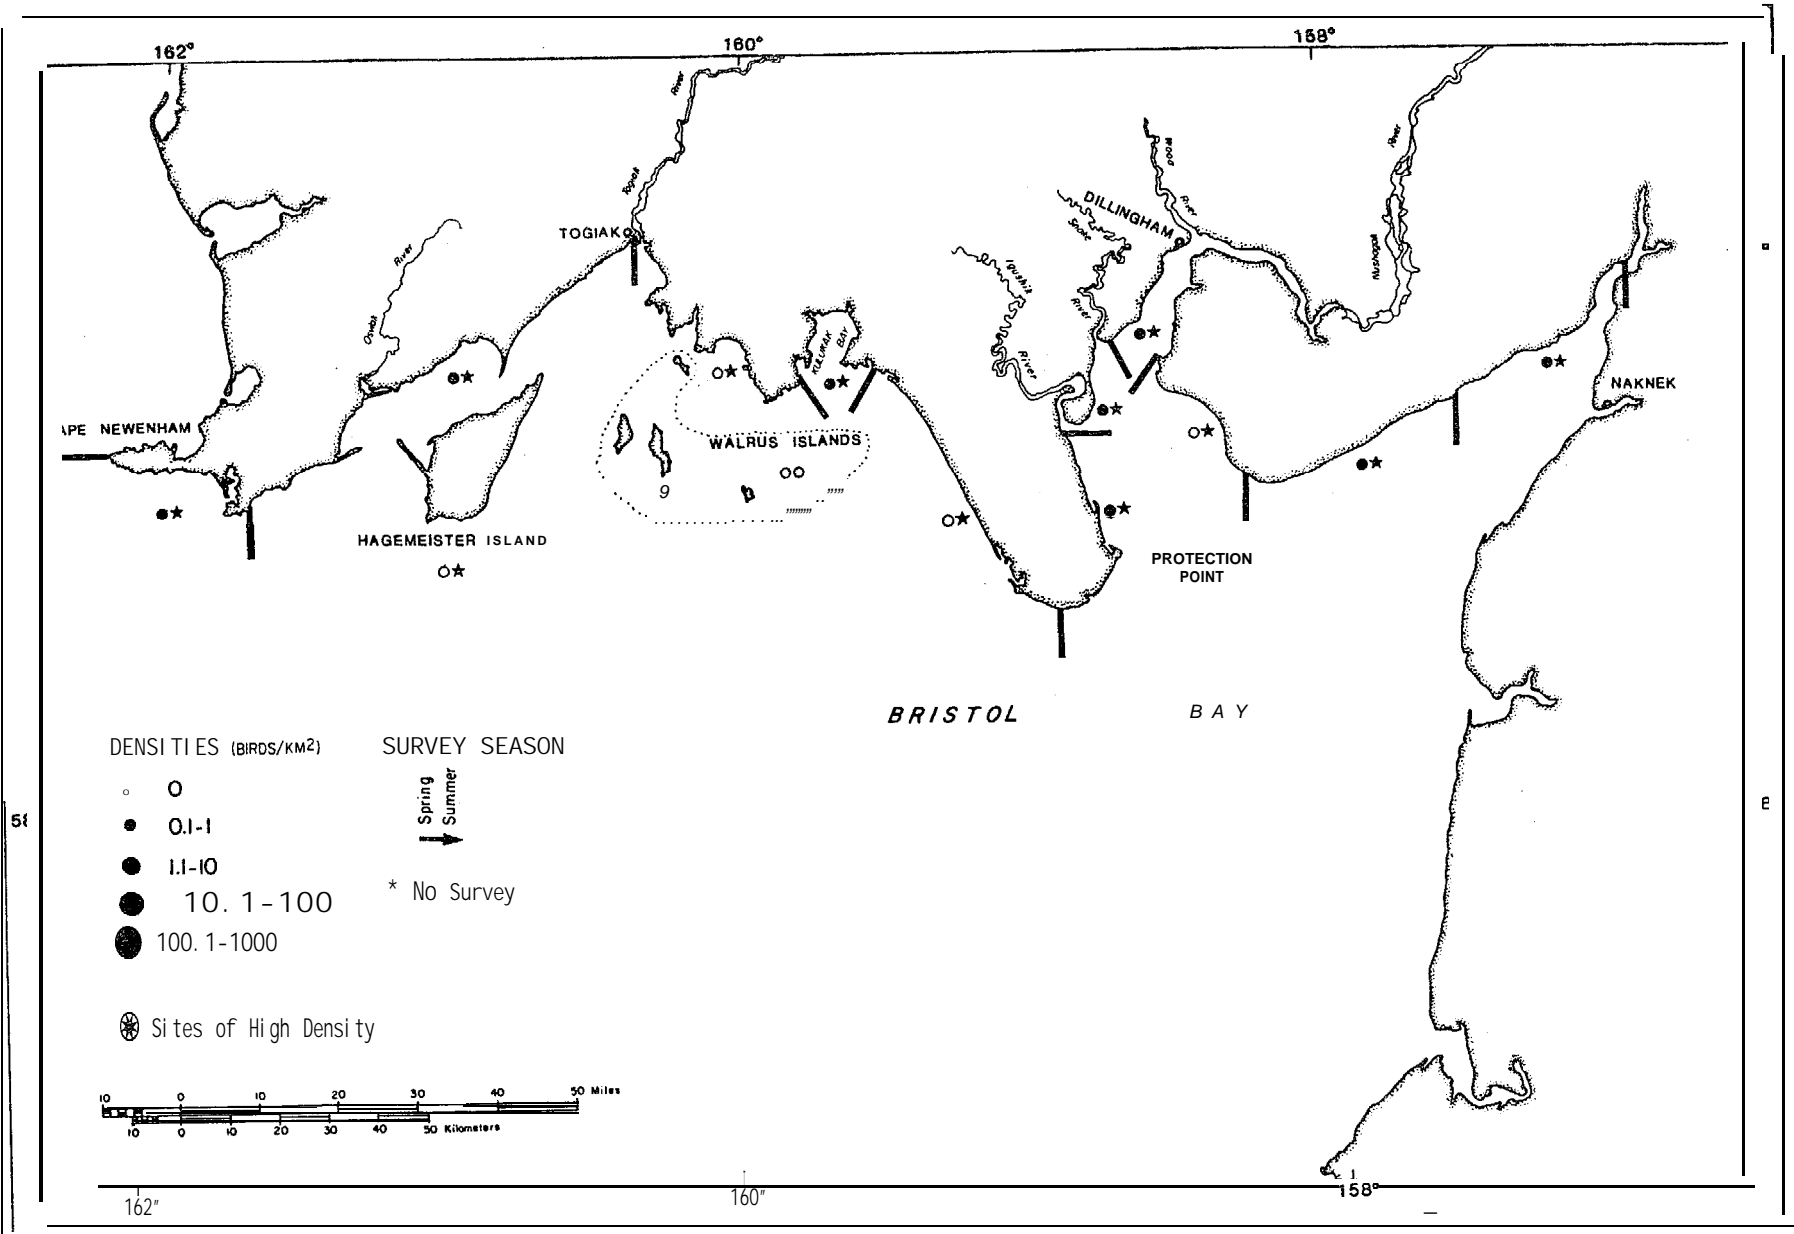 162° 160° 158°
River
Togiak
TOGIAK
River
Osviak
Wood
River
DILLINGHAM
Snake
River
Igushik
River
River
Nushagak
KULUKAK
BAY
NAKNEK
APE NEWENHAM
WALRUS ISLANDS
9
HAGEMEISTER ISLAND
PROTECTION
POINT
BRISTOL BAY
DENSITIES (BIRDS/KM2)
0
0.1-1
1.1-10
10. 1-100
100. 1-1000
Sites of High Density
SURVEY SEASON
Spring
Summer
* No Survey
58
10 0 10 20 30 40 50 Miles
10 0 10 20 30 40 50 Kilometers
162" 160" 158°